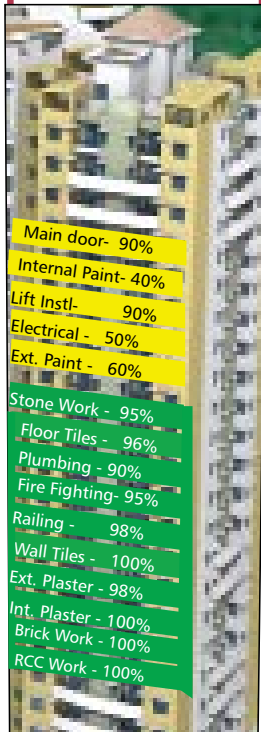 Main door- 90%
Internal Paint- 40%
Lift Instl- 90%
Electrical - 50%
Ext. Paint - 60%
Stone Work - 95%
Floor Tiles - 96%
Plumbing - 90%
Fire Fighting- 95%
Railing - 98%
Wall Tiles - 100%
Ext. Plaster - 98%
Int. Plaster - 100%
Brick Work - 100%
RCC Work - 100%